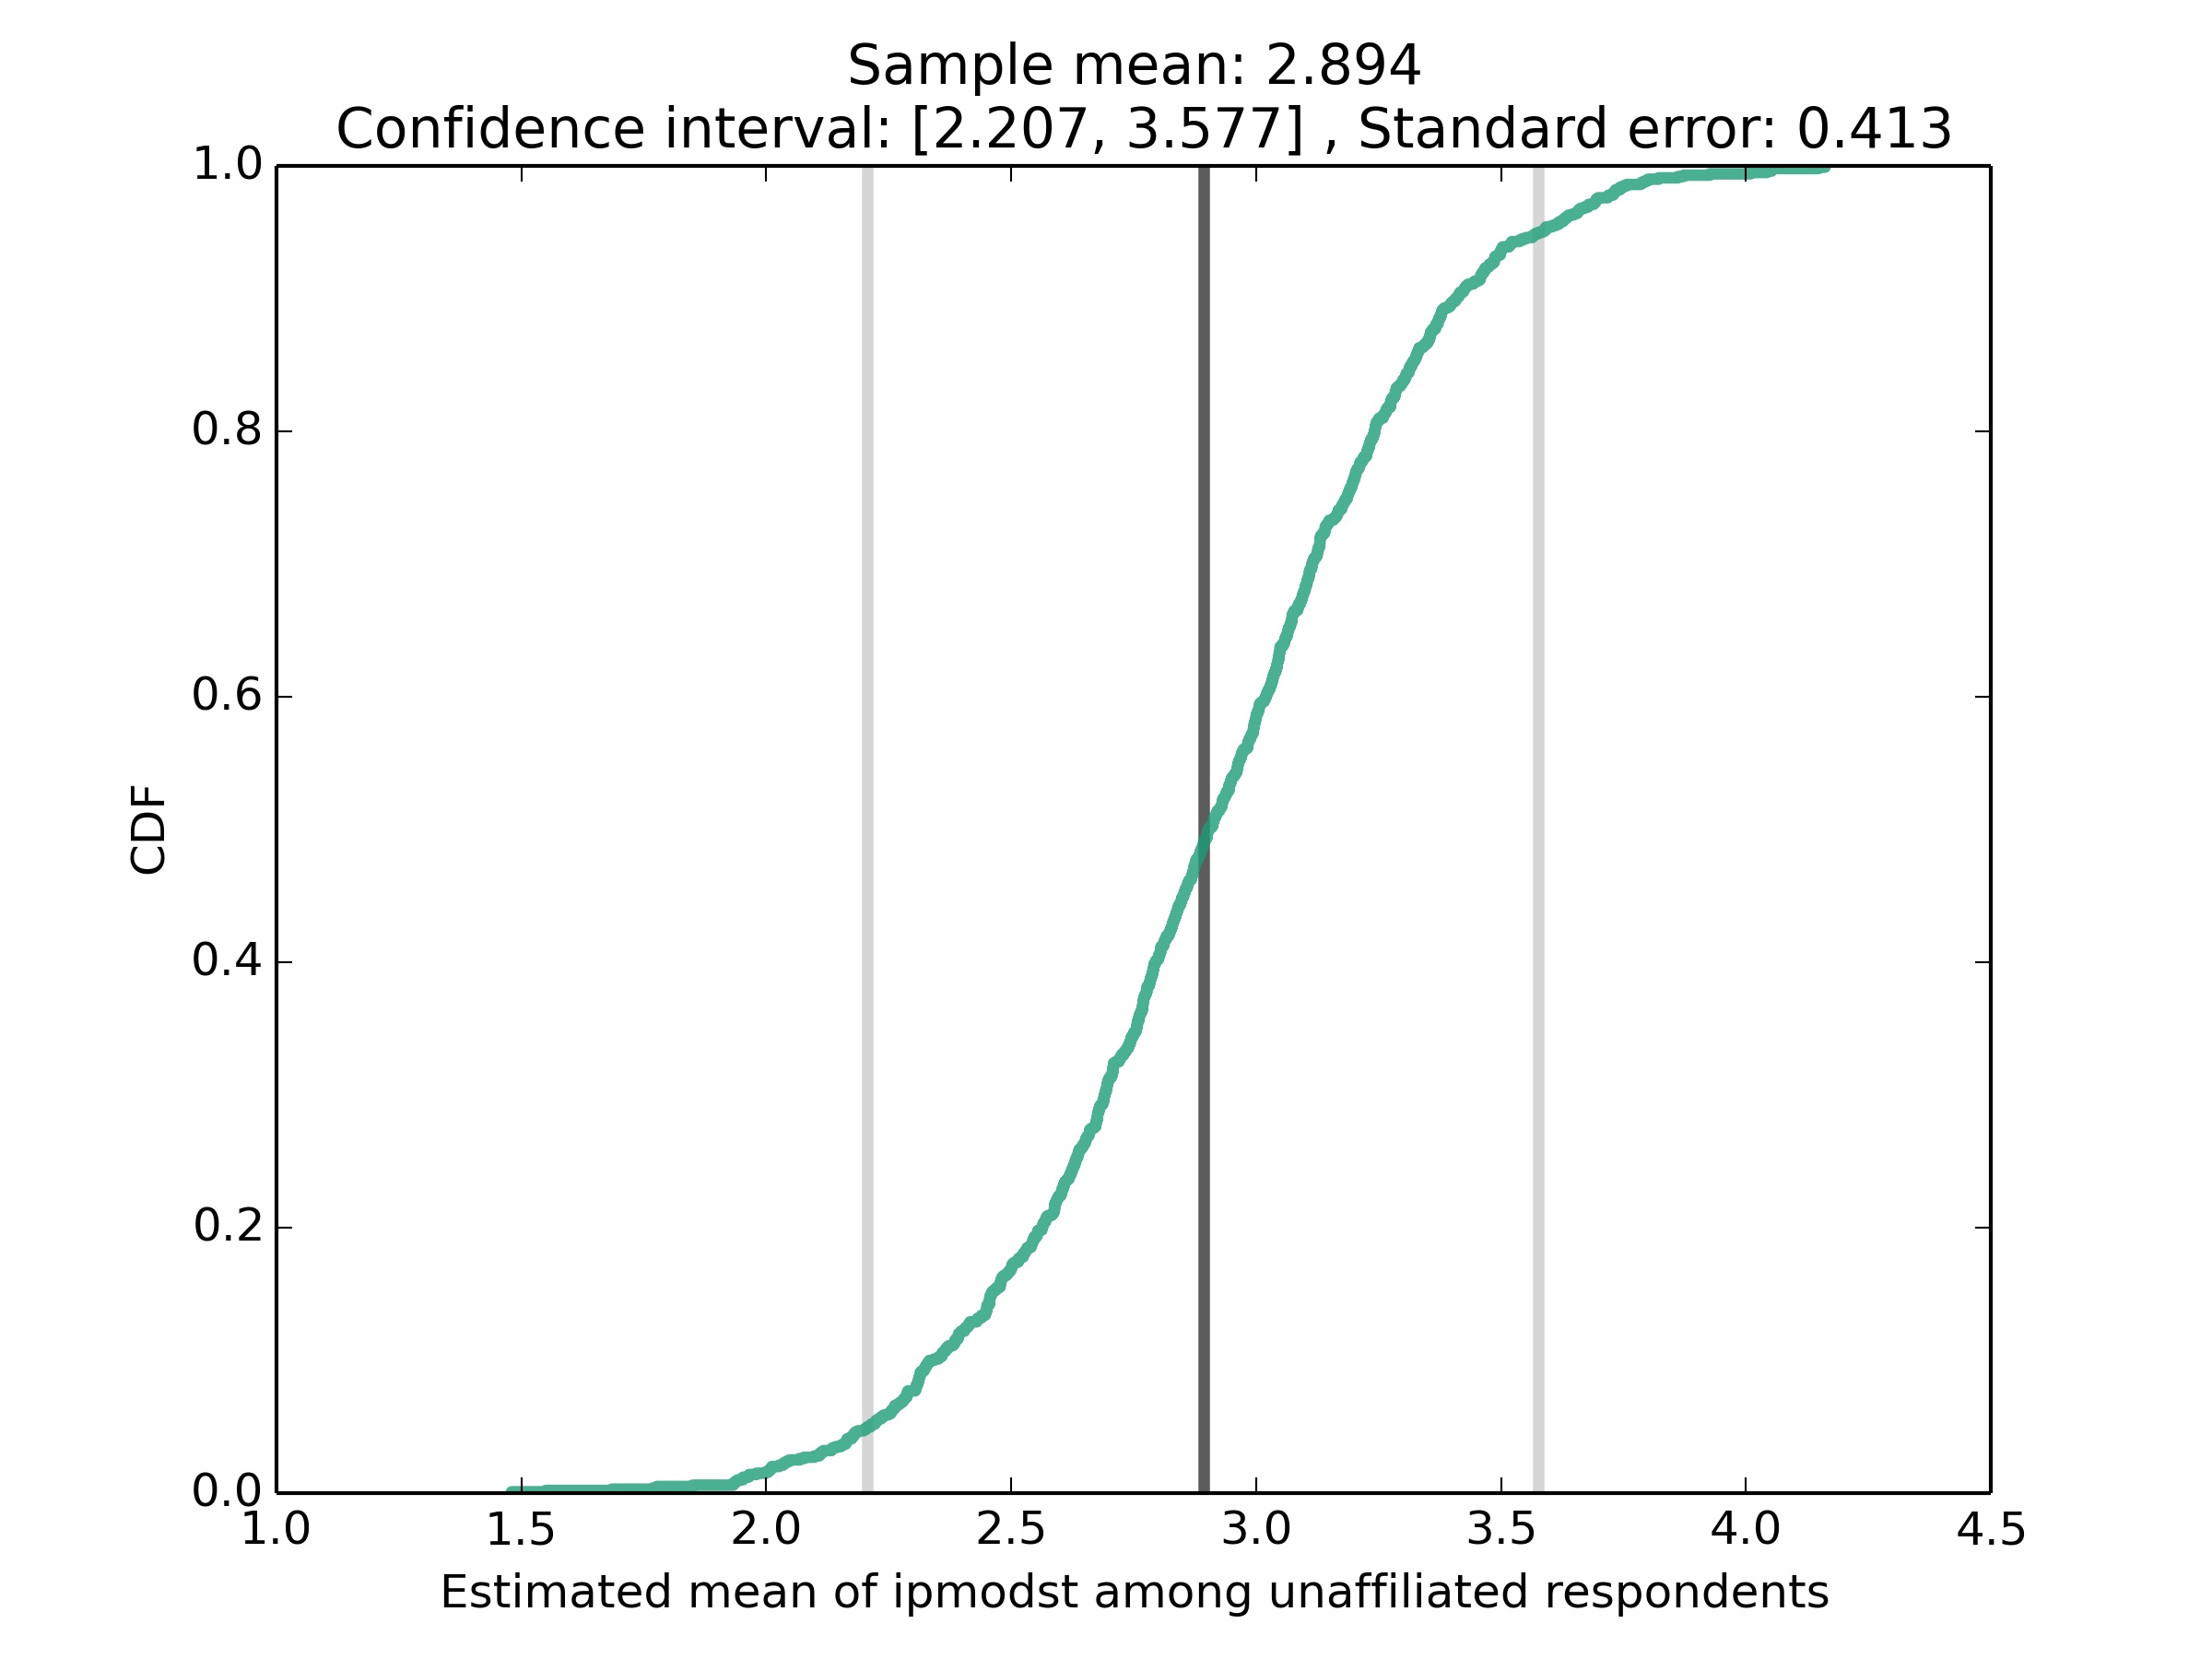 Sample mean: 2.894
Confidence interval: [2.207, 3.577] , Standard error: 0.413
1.0
0.8
0.6
0.4
0.2
0.0
CDF
1.0 1.5 2.0 2.5 3.0 3.5 4.0 4.5
Estimated mean of ipmodst among unaffiliated respondents